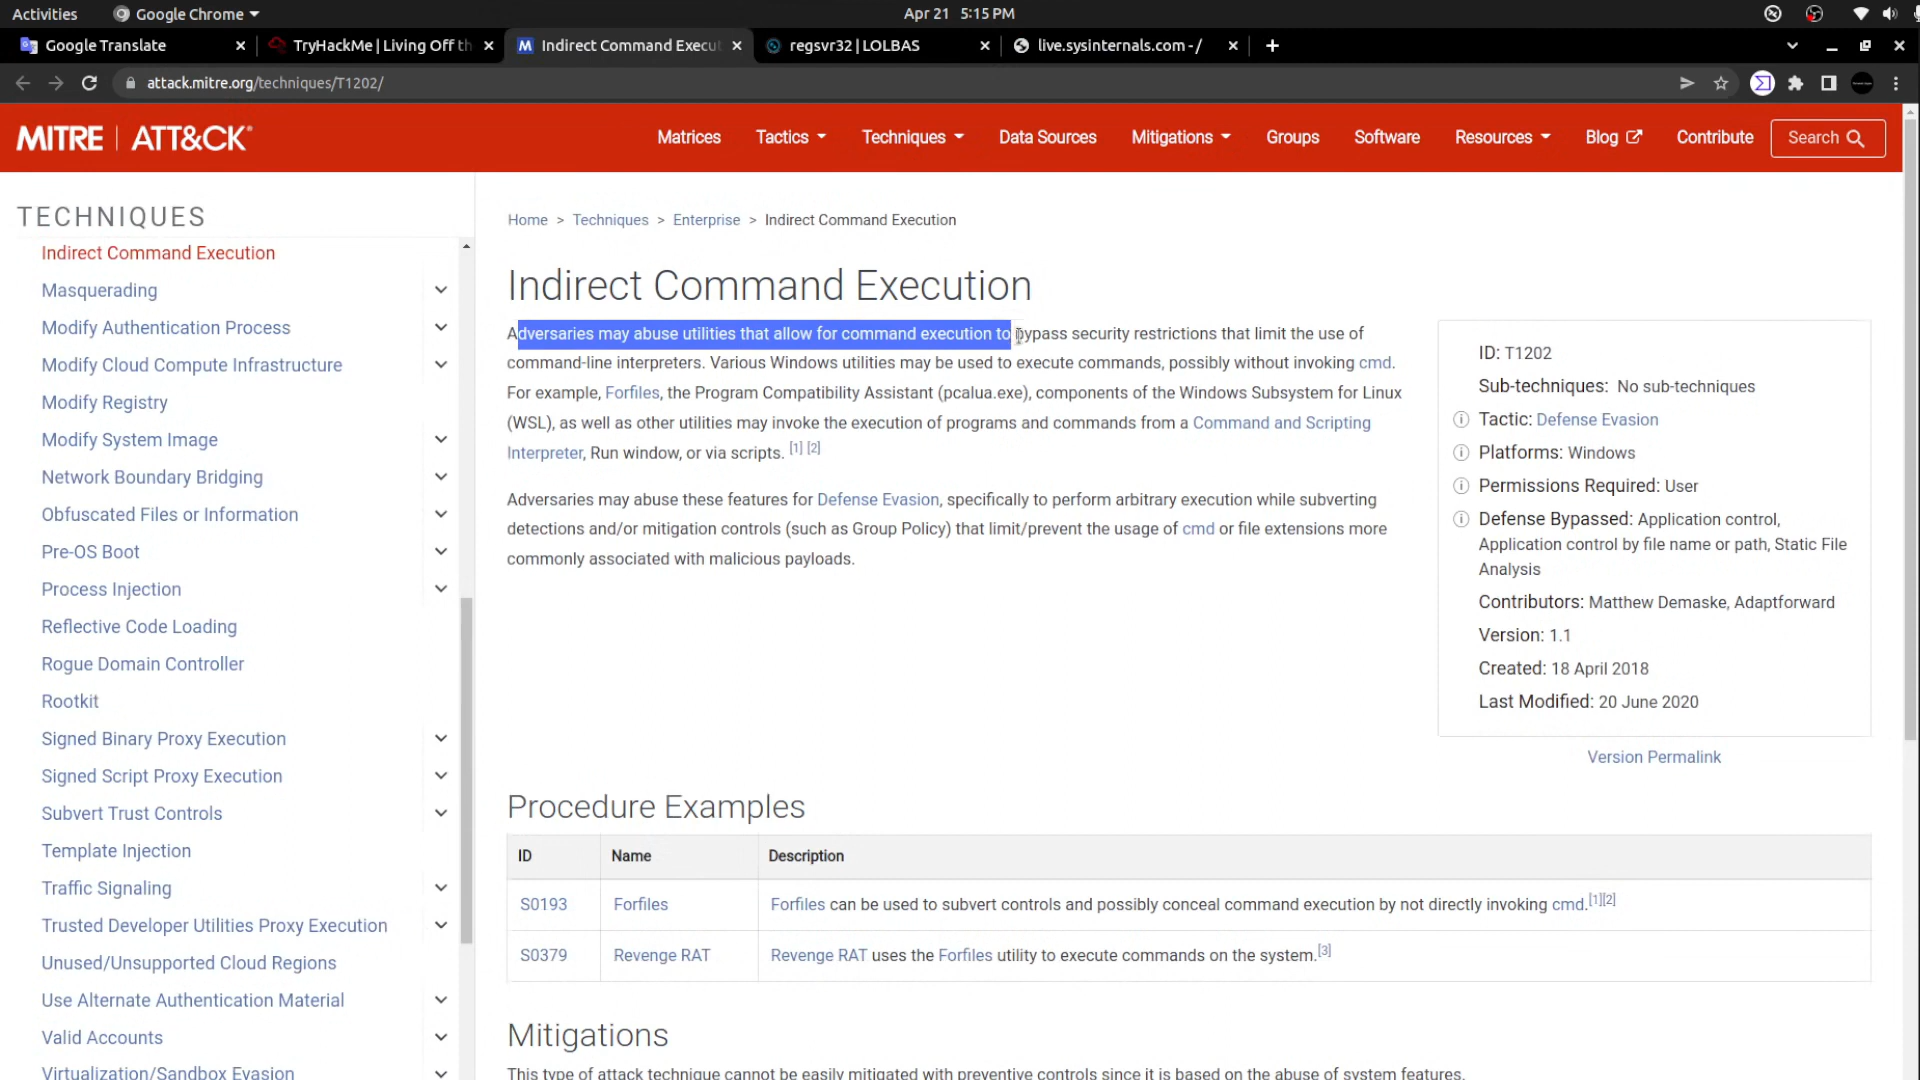 Activities
Google Chrome
Apr 21 5:15 PM
Google Translate
TryHackMe | Living Off th
Indirect Command Execut
regsvr32 | LOLBAS
live.sysinternals.com - /
attack.mitre.org/techniques/T1202/
MITRE | ATT&CK®
Matrices
Tactics
Techniques
Data Sources
Mitigations
Groups
Software
Resources
Blog
Contribute
Search
TECHNIQUES
Indirect Command Execution
Masquerading
Modify Authentication Process
Modify Cloud Compute Infrastructure
Modify Registry
Modify System Image
Network Boundary Bridging
Obfuscated Files or Information
Pre-OS Boot
Process Injection
Reflective Code Loading
Rogue Domain Controller
Rootkit
Signed Binary Proxy Execution
Signed Script Proxy Execution
Subvert Trust Controls
Template Injection
Traffic Signaling
Trusted Developer Utilities Proxy Execution
Unused/Unsupported Cloud Regions
Use Alternate Authentication Material
Valid Accounts
Virtualization/Sandbox Evasion
Home > Techniques > Enterprise > Indirect Command Execution
Indirect Command Execution
Adversaries may abuse utilities that allow for command execution to bypass security restrictions that limit the use of
command-line interpreters. Various Windows utilities may be used to execute commands, possibly without invoking cmd.
For example, Forfiles, the Program Compatibility Assistant (pcalua.exe), components of the Windows Subsystem for Linux
(WSL), as well as other utilities may invoke the execution of programs and commands from a Command and Scripting
Interpreter, Run window, or via scripts. [1] [2]
Adversaries may abuse these features for Defense Evasion, specifically to perform arbitrary execution while subverting
detections and/or mitigation controls (such as Group Policy) that limit/prevent the usage of cmd or file extensions more
commonly associated with malicious payloads.
ID: T1202
Sub-techniques: No sub-techniques
Tactic: Defense Evasion
Platforms: Windows
Permissions Required: User
Defense Bypassed: Application control,
Application control by file name or path, Static File
Analysis
Contributors: Matthew Demaske, Adaptforward
Version: 1.1
Created: 18 April 2018
Last Modified: 20 June 2020
Version Permalink
Procedure Examples
ID Name Description
S0193 Forfiles Forfiles can be used to subvert controls and possibly conceal command execution by not directly invoking cmd.[1][2]
S0379 Revenge RAT Revenge RAT uses the Forfiles utility to execute commands on the system.[3]
Mitigations
This type of attack technique cannot be easily mitigated with preventive controls since it is based on the abuse of system features.